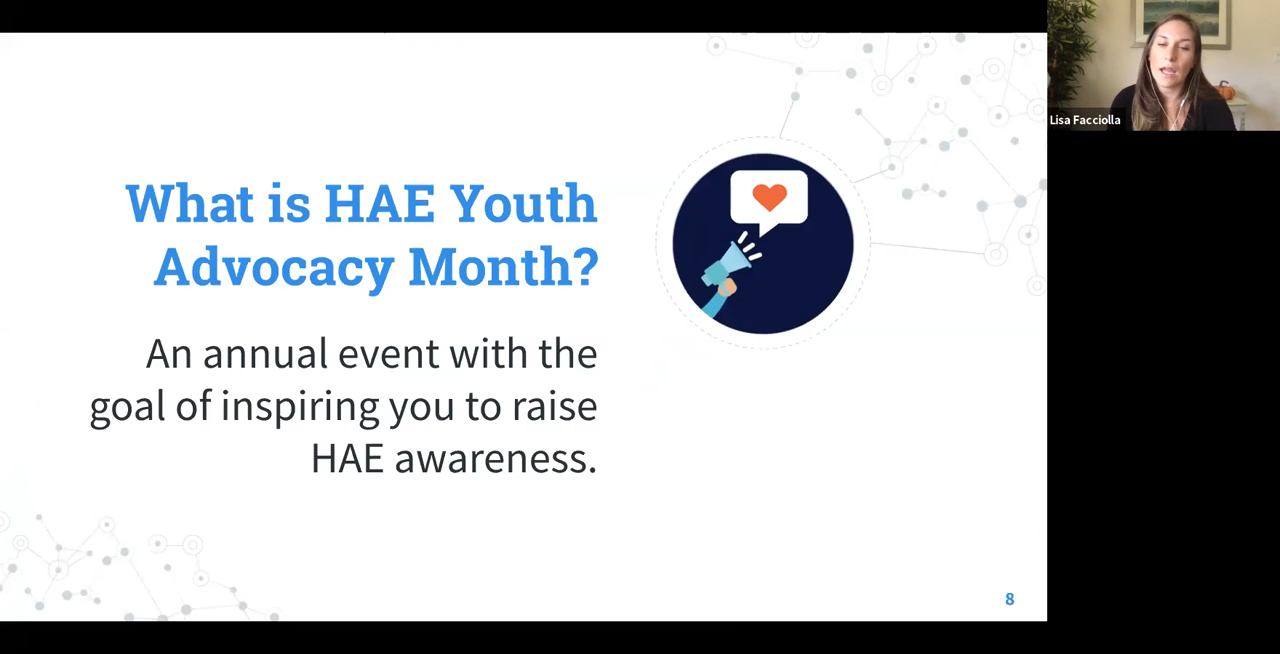 What is HAE Youth
Advocacy Month?
An annual event with the
goal of inspiring you to raise
HAE awareness.
8
Lisa Facciolla